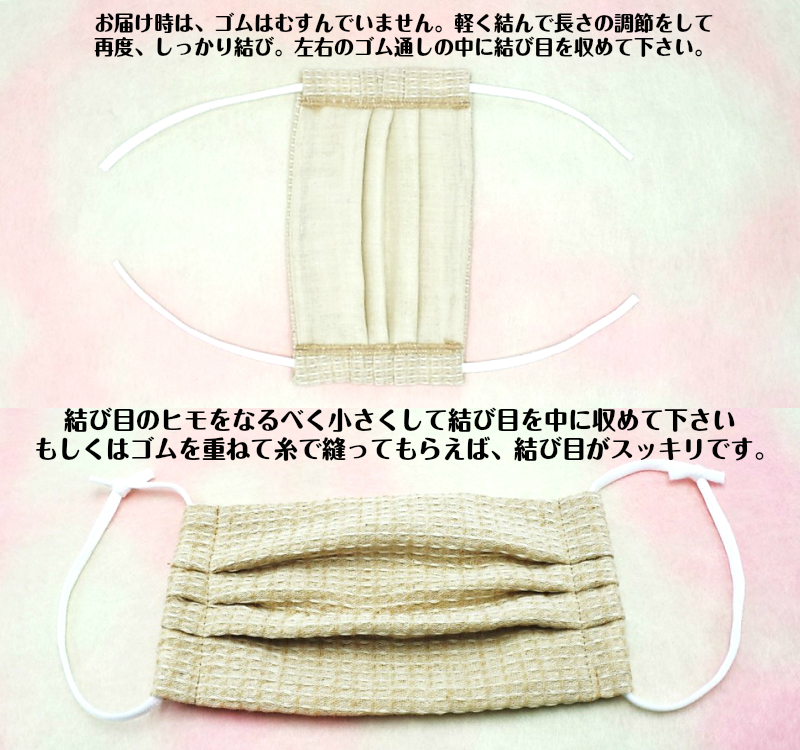 お届け時は、ゴムはむすんでいません。軽く結んで長さの調節をして
再度、しっかり結び。左右のゴム通しの中に結び目を収めて下さい。
結び目のヒモをなるべく小さくして結び目を中に収めて下さい
もしくはゴムを重ねて糸で縫ってもらえば、結び目がスッキリです。